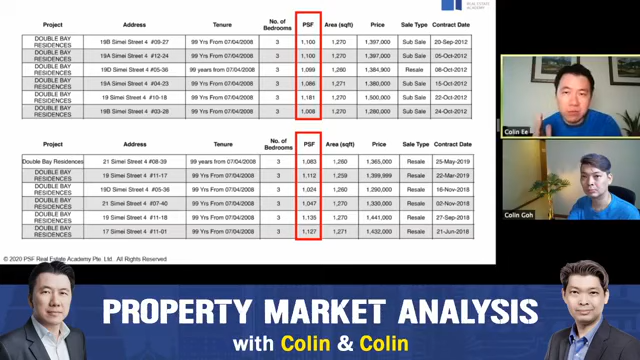 REAL ESTATE
ACADEMY
Project Address Tenure No. of Bedrooms PSF Area (sqft) Price Sale Type Contract Date
DOUBLE BAY RESIDENCES 19B Simei Street 4 #09-27 99 Yrs From 07/04/2008 3 1,100 1,270 1,397,000 Sub Sale 20-Sep-2012
DOUBLE BAY RESIDENCES 19A Simei Street 4 #12-24 99 Yrs From 07/04/2008 3 1,100 1,270 1,397,000 Sub Sale 02-Oct-2012
DOUBLE BAY RESIDENCES 19D Simei Street 4 #05-36 99 years from 07/04/2008 3 1,099 1,260 1,384,900 Resale 08-Oct-2012
DOUBLE BAY RESIDENCES 19A Simei Street 4 #04-23 99 Yrs From 07/04/2008 3 1,086 1,271 1,380,000 Sub Sale 15-Oct-2012
DOUBLE BAY RESIDENCES 19 Simei Street 4 #10-18 99 Yrs From 07/04/2008 3 1,181 1,270 1,500,000 Sub Sale 22-Oct-2012
DOUBLE BAY RESIDENCES 19B Simei Street 4 #03-28 99 Yrs From 07/04/2008 3 1,008 1,270 1,280,000 Sub Sale 24-Oct-2012
Project Address Tenure No. of Bedrooms PSF Area (sqft) Price Sale Type Contract Date
Double Bay Residences 21 Simei Street 4 #08-39 99 years from 07/04/2008 3 1,083 1,260 1,365,000 Resale 25-May-2019
DOUBLE BAY RESIDENCES 19 Simei Street 4 #11-17 99 Yrs From 07/04/2008 3 1,112 1,259 1,399,999 Resale 22-Mar-2019
DOUBLE BAY RESIDENCES 19D Simei Street 4 #05-36 99 Yrs From 07/04/2008 3 1,024 1,260 1,290,000 Resale 16-Nov-2018
DOUBLE BAY RESIDENCES 21 Simei Street 4 #07-40 99 Yrs From 07/04/2008 3 1,047 1,270 1,330,000 Resale 02-Nov-2018
DOUBLE BAY RESIDENCES 19 Simei Street 4 #11-18 99 Yrs From 07/04/2008 3 1,135 1,270 1,441,000 Resale 27-Sep-2018
DOUBLE BAY RESIDENCES 17 Simei Street 4 #11-01 99 Yrs From 07/04/2008 3 1,127 1,271 1,432,000 Resale 21-Jun-2018
© 2020 PSF Real Estate Academy Pte. Ltd. All Rights Reserved
Colin Ee
Colin Goh
PROPERTY MARKET ANALYSIS
with Colin & Colin